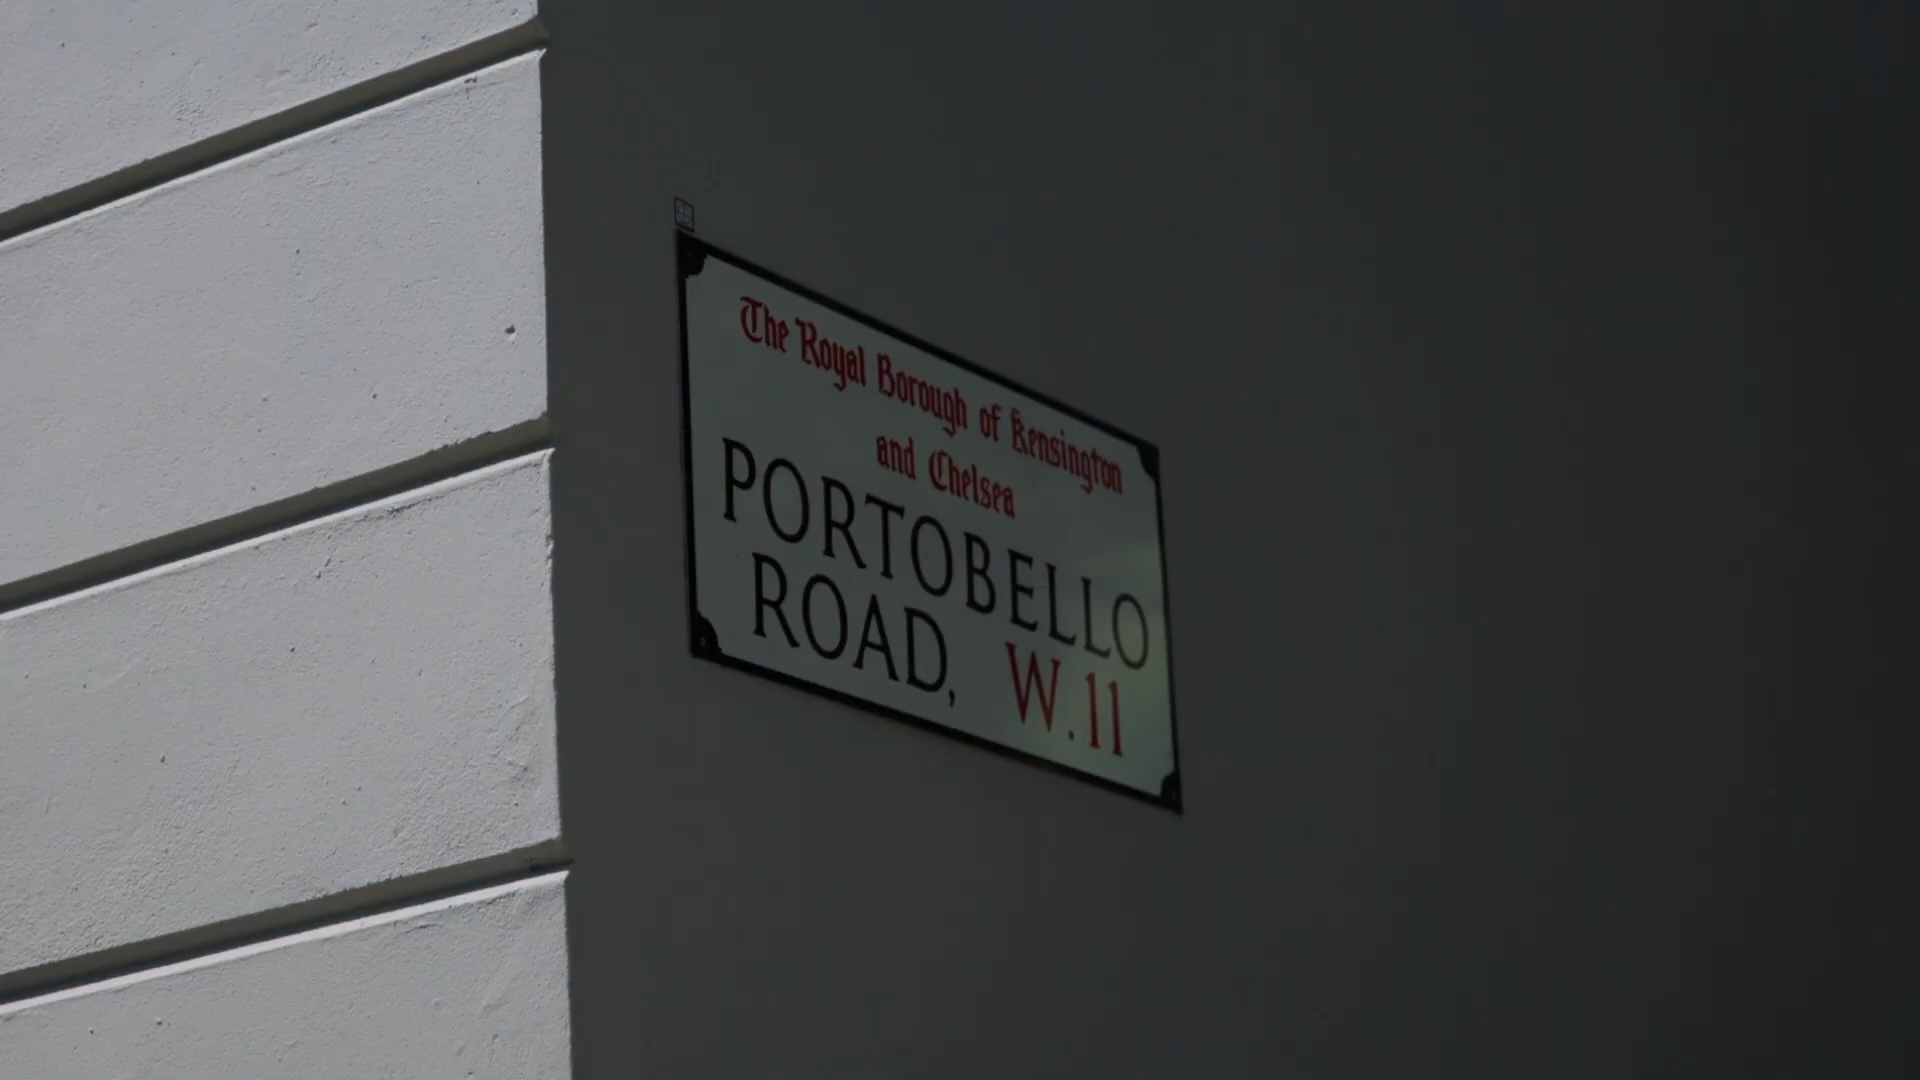 The Royal Borough of Kensington
and Chelsea
PORTOBELLO
ROAD, W.11